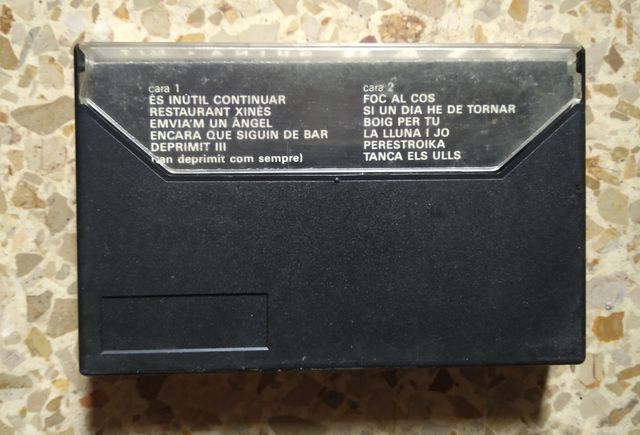 cara 1
ÉS INÚTIL CONTINUAR
RESTAURANT XINÈS
EMVIA'M UN ÀNGEL
ENCARA QUE SIGUIN DE BAR
DEPRIMIT III
deprimit com sempre)
cara 2
FOC AL COS
SI UN DIA HE DE TORNAR
BOIG PER TU
LA LLUNA I JO
PERESTROIKA
TANCA ELS ULLS